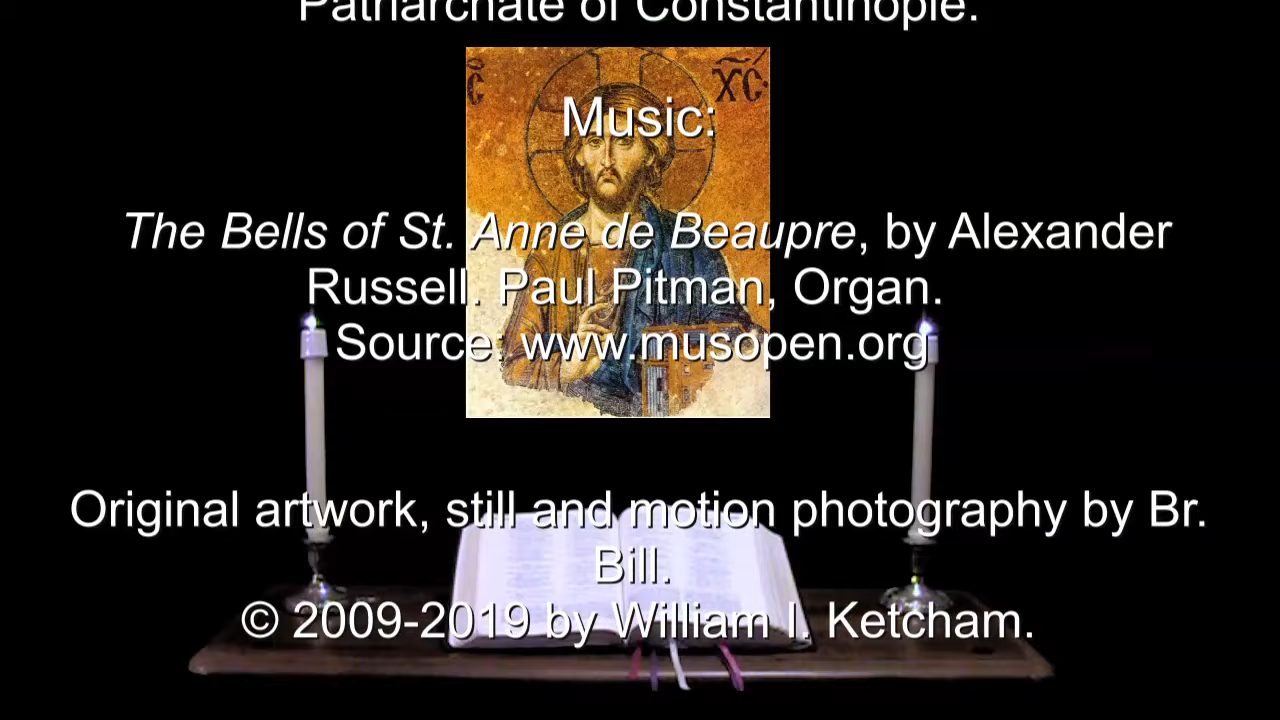 Patriarchate of Constantinople.
C XC
Music:
The Bells of St. Anne de Beaupre, by Alexander
Russell. Paul Pitman, Organ.
Source: www.musopen.org
Original artwork, still and motion photography by Br.
Bill.
© 2009-2019 by William I. Ketcham.